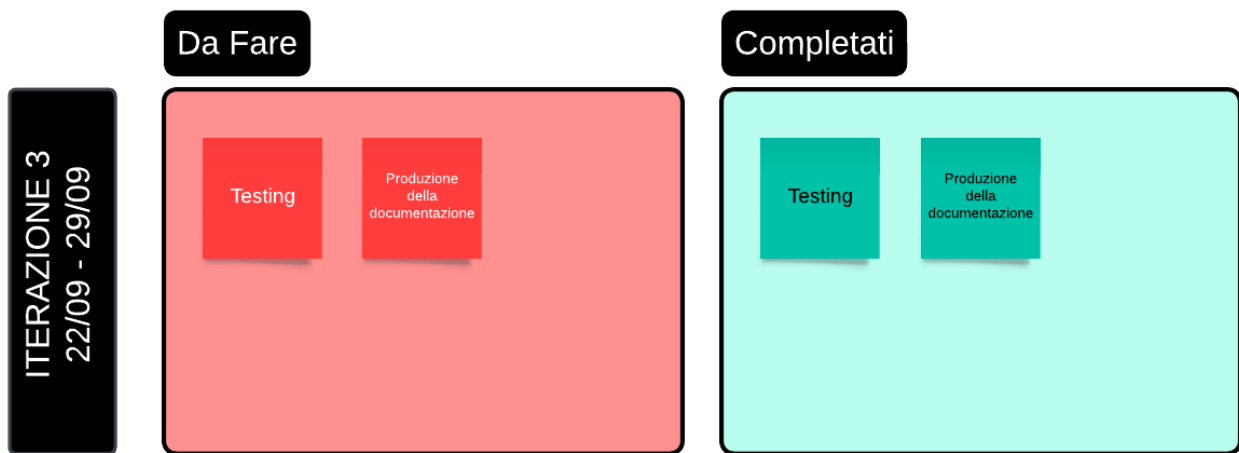 Da Fare
Completati
ITERAZIONE 3
22/09 - 29/09
Testing
Produzione
della
documentazione
Testing
Produzione
della
documentazione